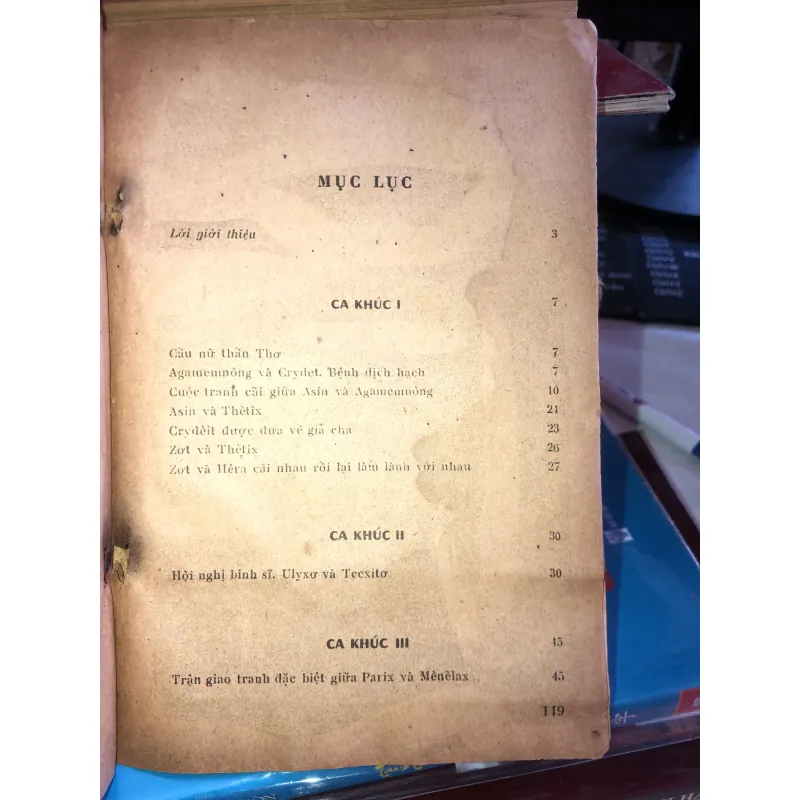 MỤC LỤC
Lời giới thiệu 3
CA KHÚC I 7
Cầu nữ thần Thơ 7
Agamemnông và Crydet. Bệnh dịch hạch 7
Cuộc tranh cãi giữa Asin và Agamemnông 10
Asin và Thêtix 21
Crydêit được đưa về giả cha 23
Zơt và Thêtix 26
Zơt và Hêra cãi nhau rồi lại làm lành với nhau 27
CA KHÚC II 30
Hội nghị binh sĩ. Ulyxơ và Tecxitơ 30
CA KHÚC III 45
Trận giao tranh đặc biệt giữa Parix và Mênêlax 45
149